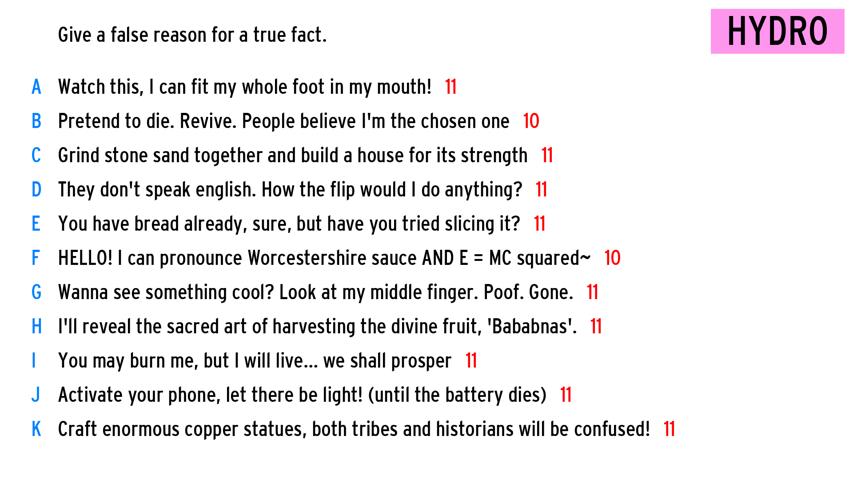 Give a false reason for a true fact.
HYDRO
A Watch this, I can fit my whole foot in my mouth! 11
B Pretend to die. Revive. People believe I'm the chosen one 10
C Grind stone sand together and build a house for its strength 11
D They don't speak english. How the flip would I do anything? 11
E You have bread already, sure, but have you tried slicing it? 11
F HELLO! I can pronounce Worcestershire sauce AND E = MC squared~ 10
G Wanna see something cool? Look at my middle finger. Poof. Gone. 11
H I'll reveal the sacred art of harvesting the divine fruit, 'Bababnas'. 11
I You may burn me, but I will live... we shall prosper 11
J Activate your phone, let there be light! (until the battery dies) 11
K Craft enormous copper statues, both tribes and historians will be confused! 11